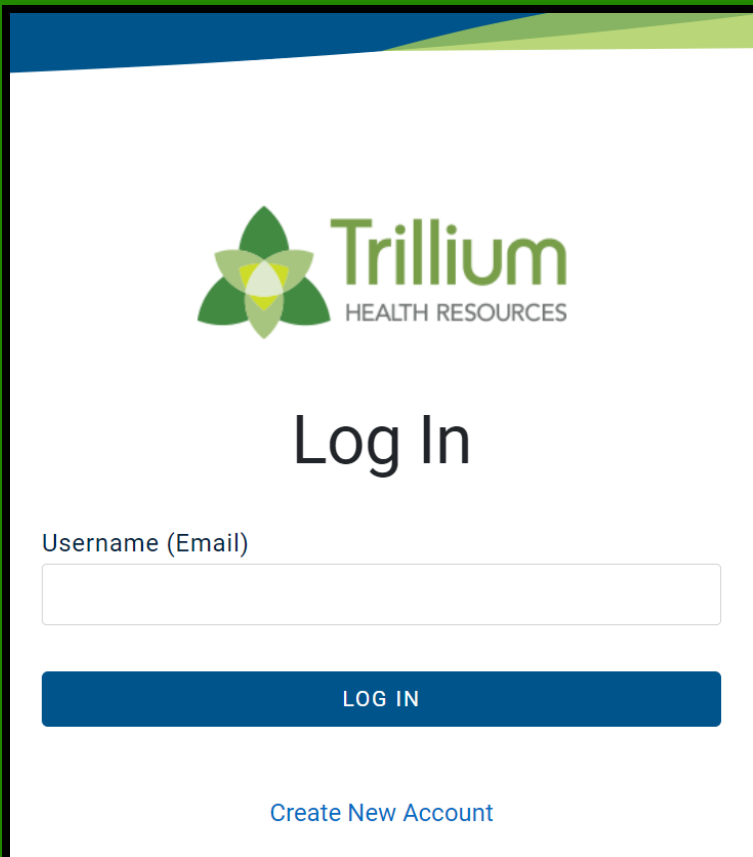 Trillium
HEALTH RESOURCES
Log In
Username (Email)
LOG IN
Create New Account